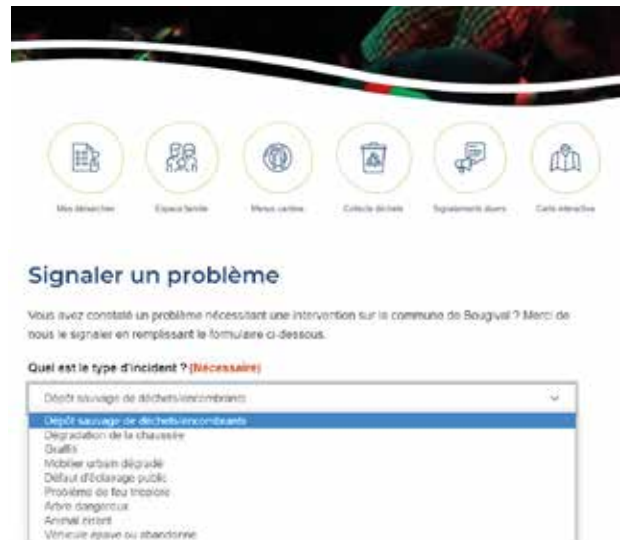 Mes démarches
Espace famille
Menus cantine
Collecte déchets
Signalements divers
Carte interactive
Signaler un problème
Vous avez constaté un problème nécessitant une intervention sur la commune de Bougival ? Merci de
nous le signaler en remplissant le formulaire ci-dessous.
Quel est le type d'incident ? (Nécessaire)
Dépôt sauvage de déchets/encombrants
Dépôt sauvage de déchets/encombrants
Dégradation de la chaussée
Graffiti
Mobilier urbain dégradé
Défaut d'éclairage public
Problème de feu tricolore
Arbre dangereux
Animal errant
Véhicule épave ou abandonné